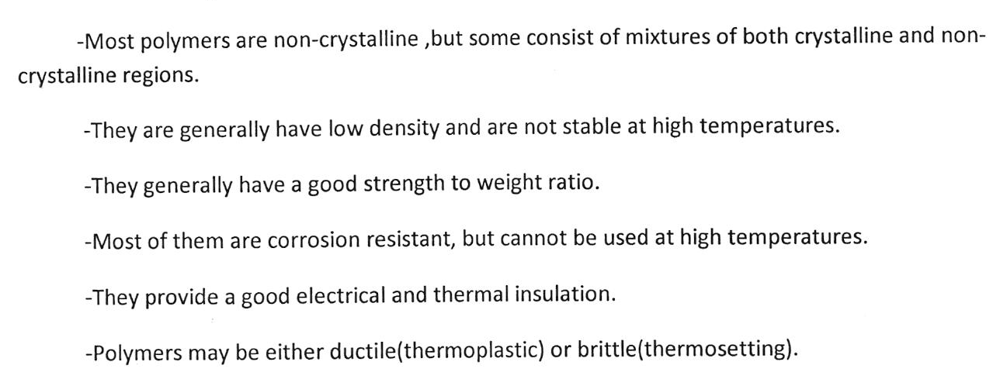 -Most polymers are non-crystalline ,but some consist of mixtures of both crystalline and non-
crystalline regions.
-They are generally have low density and are not stable at high temperatures.
-They generally have a good strength to weight ratio.
-Most of them are corrosion resistant, but cannot be used at high temperatures.
-They provide a good electrical and thermal insulation.
-Polymers may be either ductile(thermoplastic) or brittle(thermosetting).